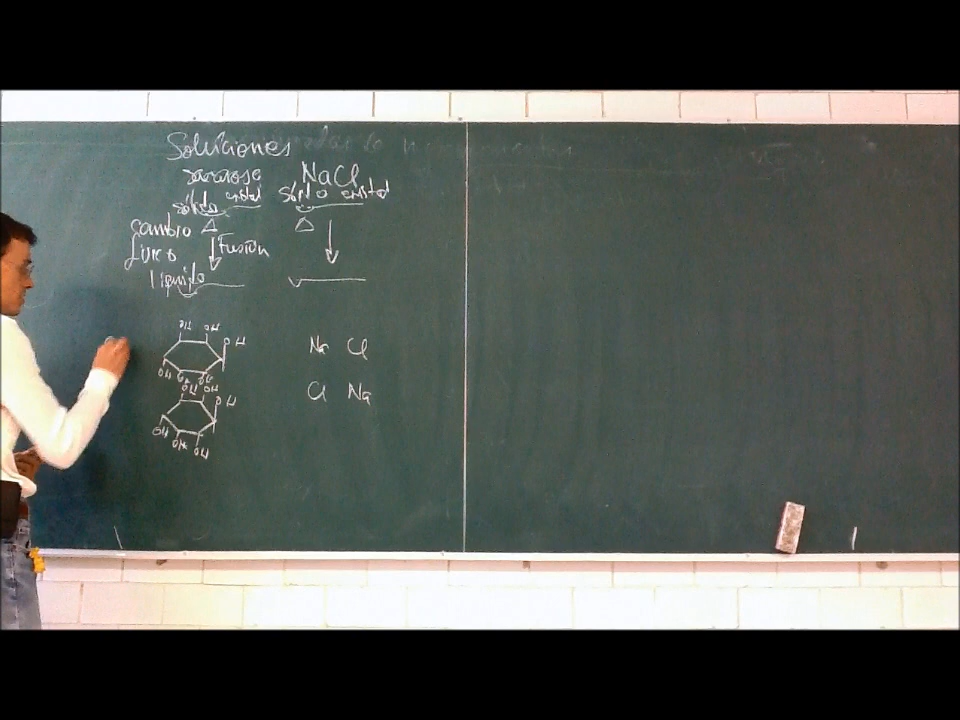 Soluciones
sacarosa NaCl
sólido cristal sólido cristal
cambio Δ Δ
físico Fusión
líquido
OH OH
OH
Na Cl
OH OH OH
OH OH
OH
Cl Na
OH
OH
OH